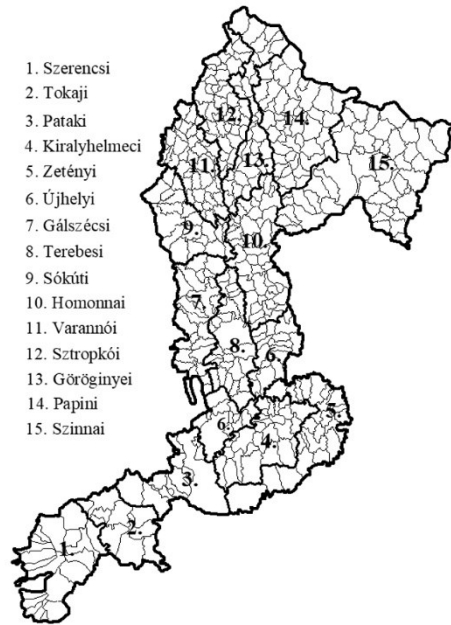 1. Szerencsi
2. Tokaji
3. Pataki
4. Kiralyhelmeci
5. Zetényi
6. Újhelyi
7. Gálszécsi
8. Terebesi
9. Sókúti
10. Homonnai
11. Varannói
12. Sztropkói
13. Göröginyei
14. Papini
15. Szinnai
12.
14.
11.
13.
15.
9.
10.
7.
8.
6.
6.
5.
4.
3.
2.
1.